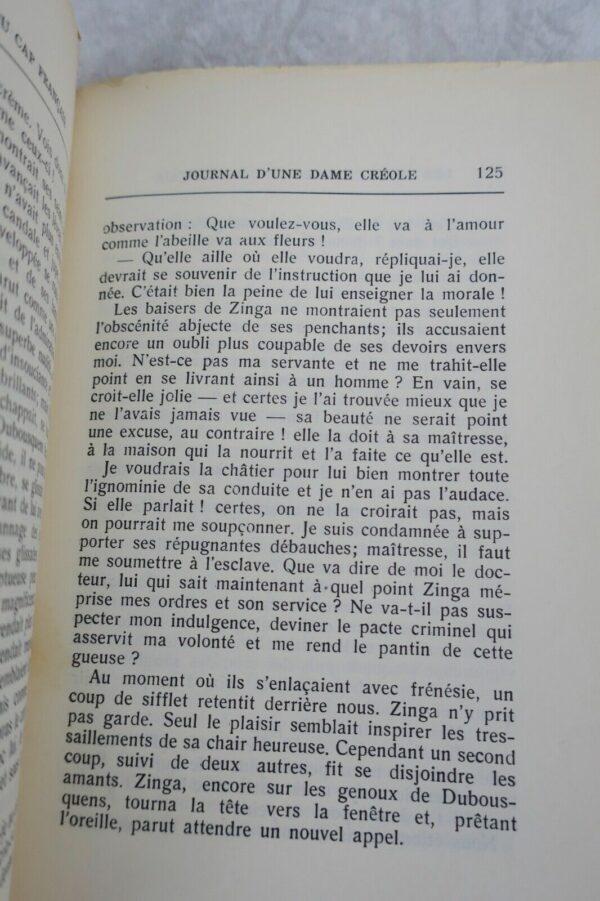 CAP FRANÇAIS
ceux-ci !
n'avait
candale et
et de
superbe
d'insouciance
brillante
Dubousquens
JOURNAL D'UNE DAME CRÉOLE 125
observation : Que voulez-vous, elle va à l'amour
comme l'abeille va aux fleurs !
— Qu'elle aille où elle voudra, répliquai-je, elle
devrait se souvenir de l'instruction que je lui ai don-
née. C'était bien la peine de lui enseigner la morale !
Les baisers de Zinga ne montraient pas seulement
l'obscénité abjecte de ses penchants; ils accusaient
encore un oubli plus coupable de ses devoirs envers
moi. N'est-ce pas ma servante et ne me trahit-elle
point en se livrant ainsi à un homme ? En vain, se
croit-elle jolie — et certes je l'ai trouvée mieux que je
ne l'avais jamais vue — sa beauté ne serait point
une excuse, au contraire ! elle la doit à sa maîtresse,
à la maison qui la nourrit et l'a faite ce qu'elle est.
Je voudrais la châtier pour lui bien montrer toute
l'ignominie de sa conduite et je n'en ai pas l'audace.
Si elle parlait ! certes, on ne la croirait pas, mais
on pourrait me soupçonner. Je suis condamnée à sup-
porter ses répugnantes débauches; maîtresse, il faut
me soumettre à l'esclave. Que va dire de moi le doc-
teur, lui qui sait maintenant à quel point Zinga mé-
prise mes ordres et son service ? Ne va-t-il pas sus-
pecter mon indulgence, deviner le pacte criminel qui
asservit ma volonté et me rend le pantin de cette
gueuse ?
Au moment où ils s'enlaçaient avec frénésie, un
coup de sifflet retentit derrière nous. Zinga n'y prit
pas garde. Seul le plaisir semblait inspirer les tres-
saillements de sa chair heureuse. Cependant un second
coup, suivi de deux autres, fit se disjoindre les
amants. Zinga, encore sur les genoux de Dubous-
quens, tourna la tête vers la fenêtre et, prêtant
l'oreille, parut attendre un nouvel appel.